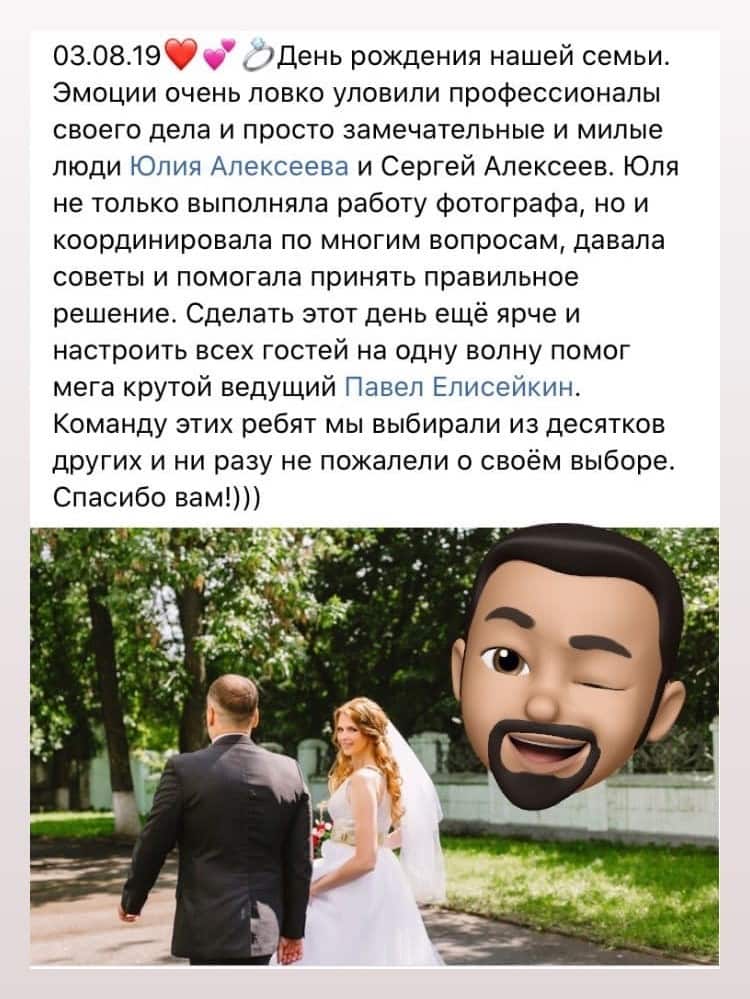 03.08.19❤️💕💍День рождения нашей семьи.
Эмоции очень ловко уловили профессионалы
своего дела и просто замечательные и милые
люди Юлия Алексеева и Сергей Алексеев. Юля
не только выполняла работу фотографа, но и
координировала по многим вопросам, давала
советы и помогала принять правильное
решение. Сделать этот день ещё ярче и
настроить всех гостей на одну волну помог
мега крутой ведущий Павел Елисейкин.
Команду этих ребят мы выбирали из десятков
других и ни разу не пожалели о своём выборе.
Спасибо вам!)))